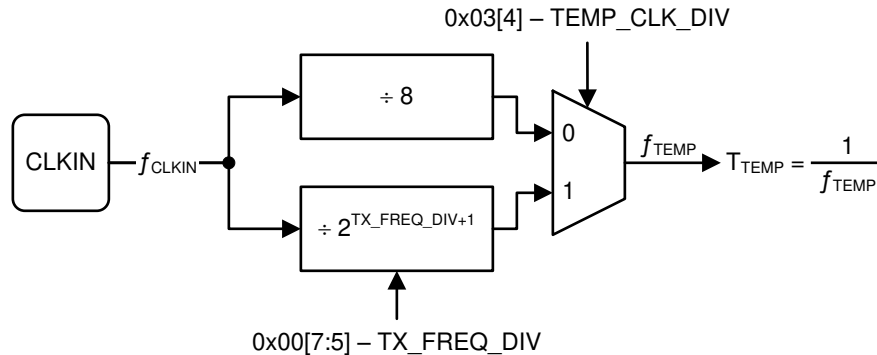 0x03[4] – TEMP_CLK_DIV
÷ 8
CLKIN
fCLKIN
0
1
fTEMP
TTEMP = 1
fTEMP
÷ 2TX_FREQ_DIV+1
0x00[7:5] – TX_FREQ_DIV